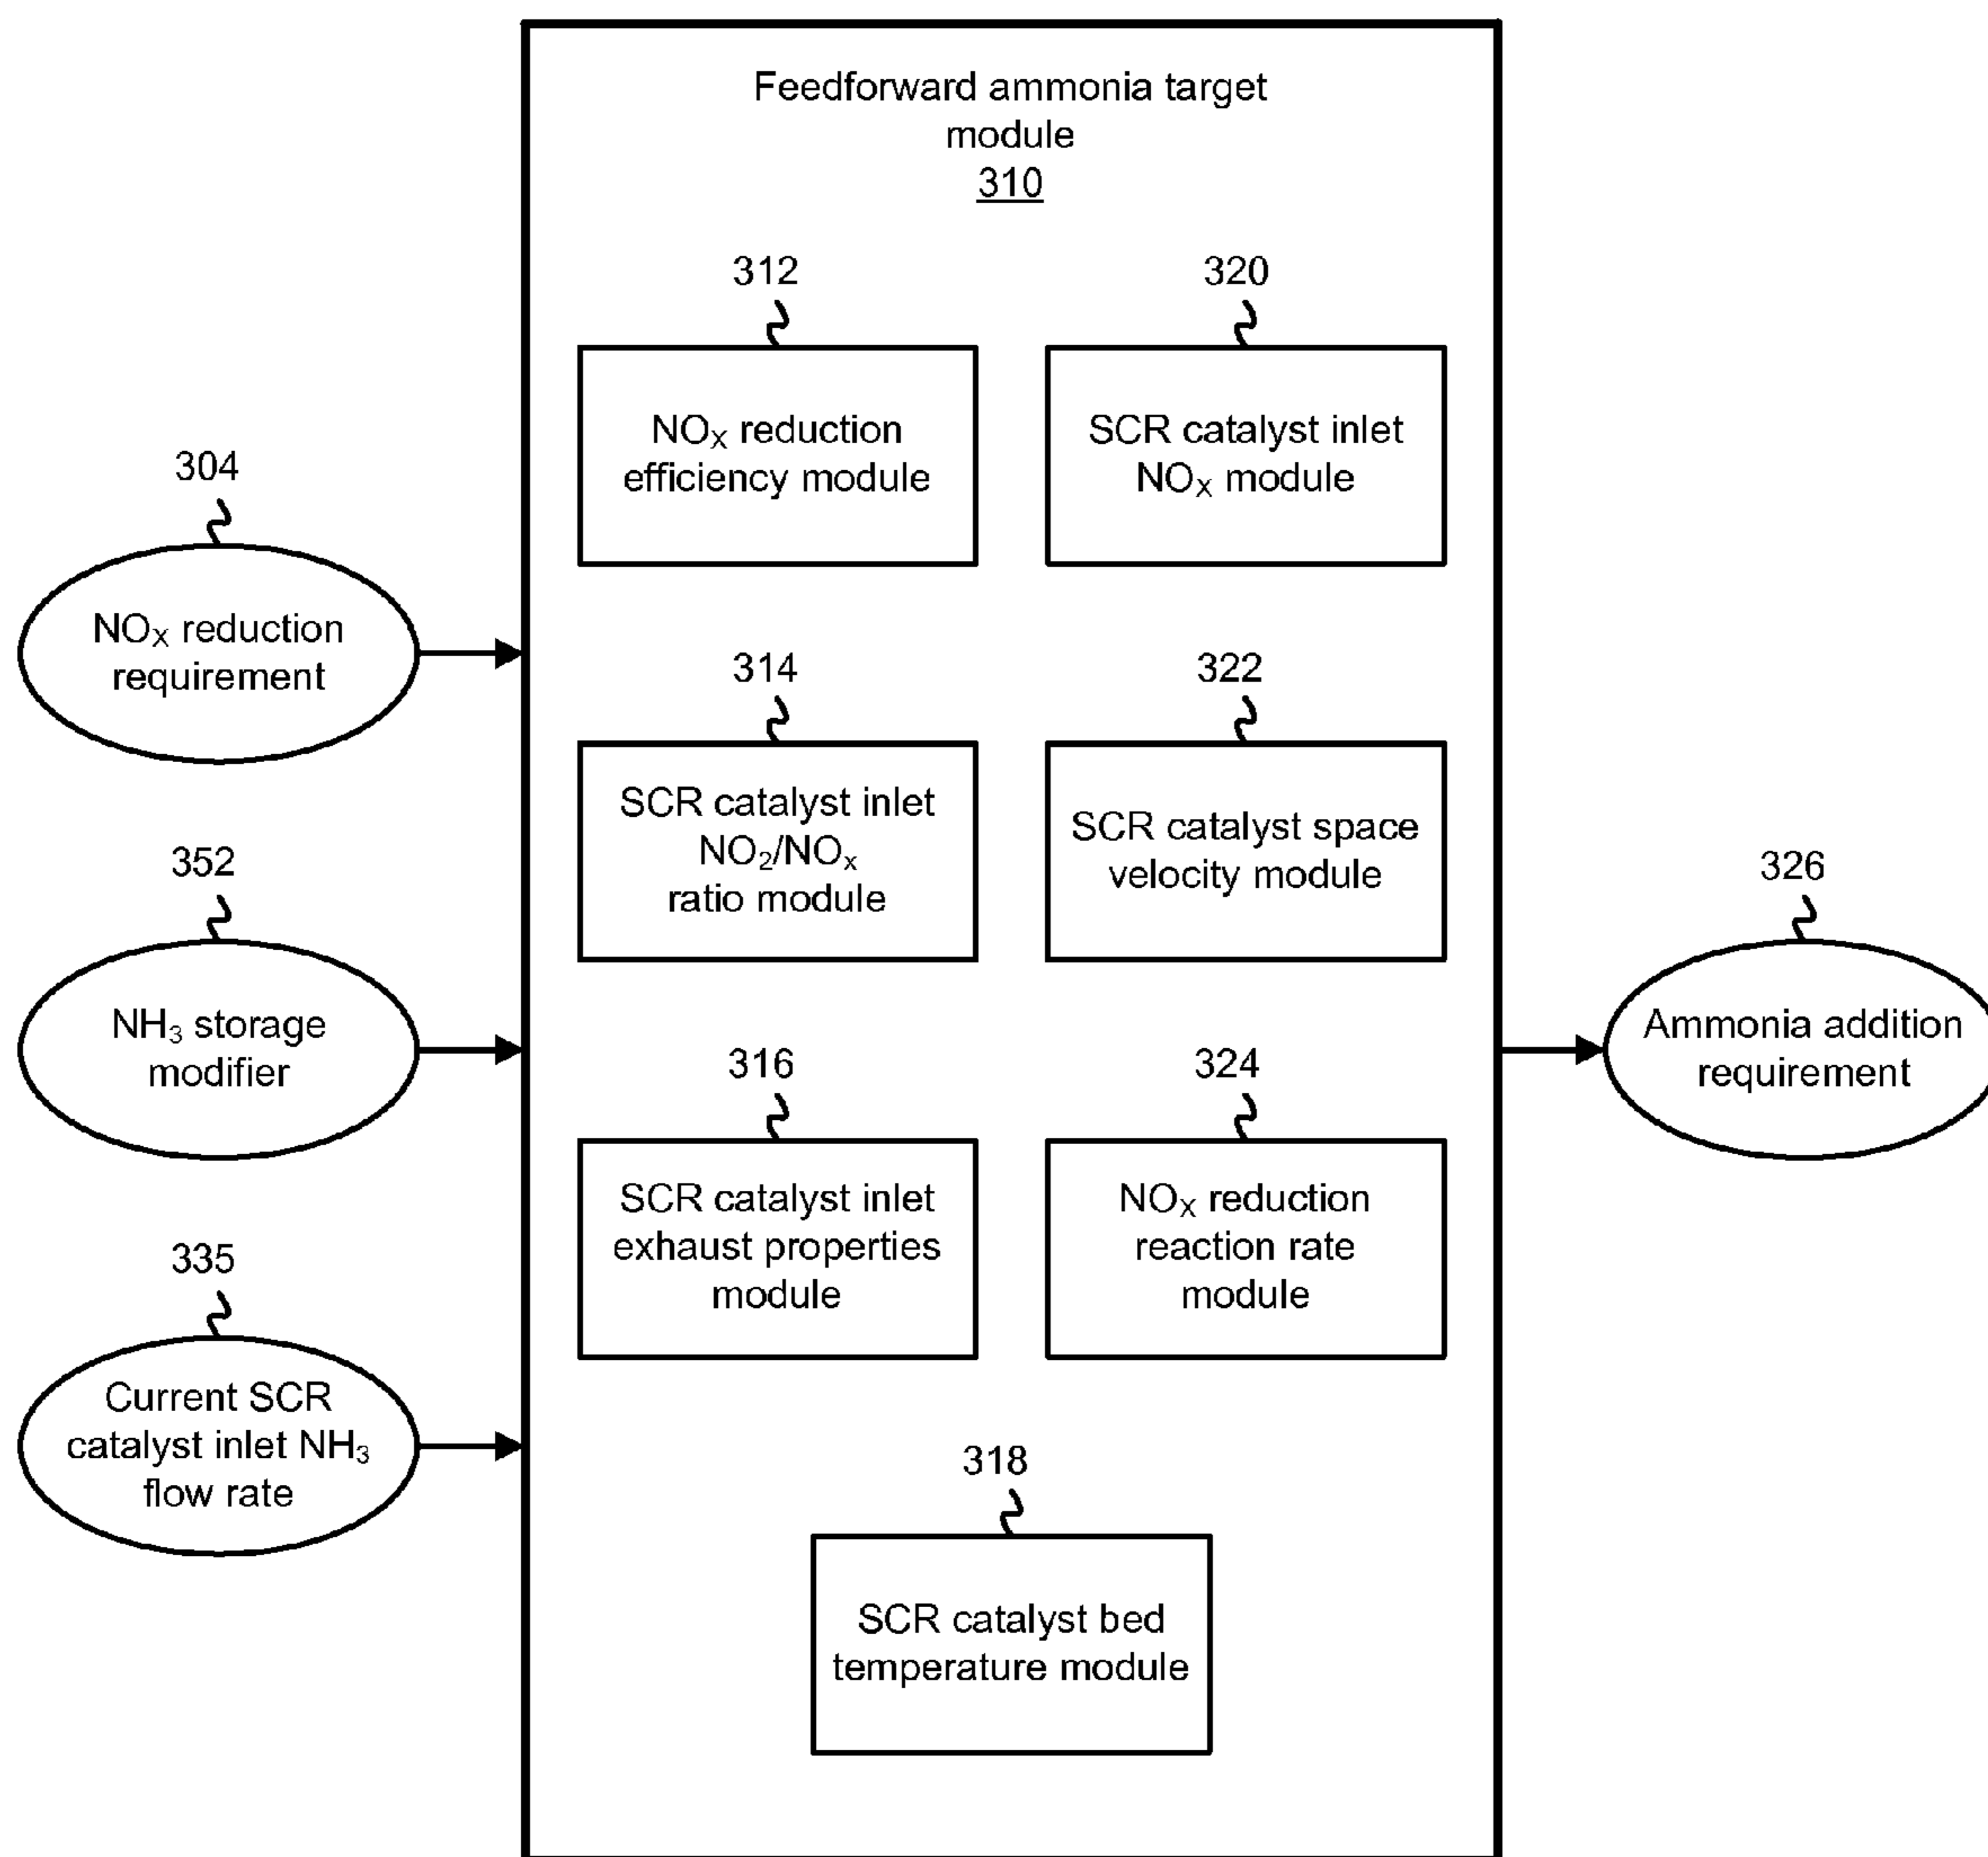 Feedforward ammonia target
module
310
312
320
NOX reduction
efficiency module
SCR catalyst inlet
NOX module
304
NOX reduction
requirement
314
322
SCR catalyst inlet
NO2/NOx
ratio module
SCR catalyst space
velocity module
352
NH3 storage
modifier
326
Ammonia addition
requirement
316
324
SCR catalyst inlet
exhaust properties
module
NOX reduction
reaction rate
module
335
Current SCR
catalyst inlet NH3
flow rate
318
SCR catalyst bed
temperature module